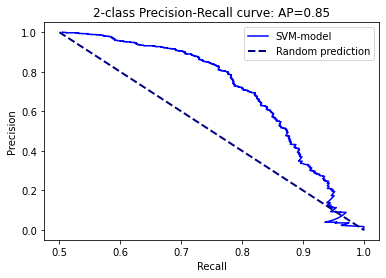 2-class Precision-Recall curve: AP=0.85
SVM-model
Random prediction
1.0
0.8
0.6
0.4
0.2
0.0
Precision
0.5
0.6
0.7
0.8
0.9
1.0
Recall